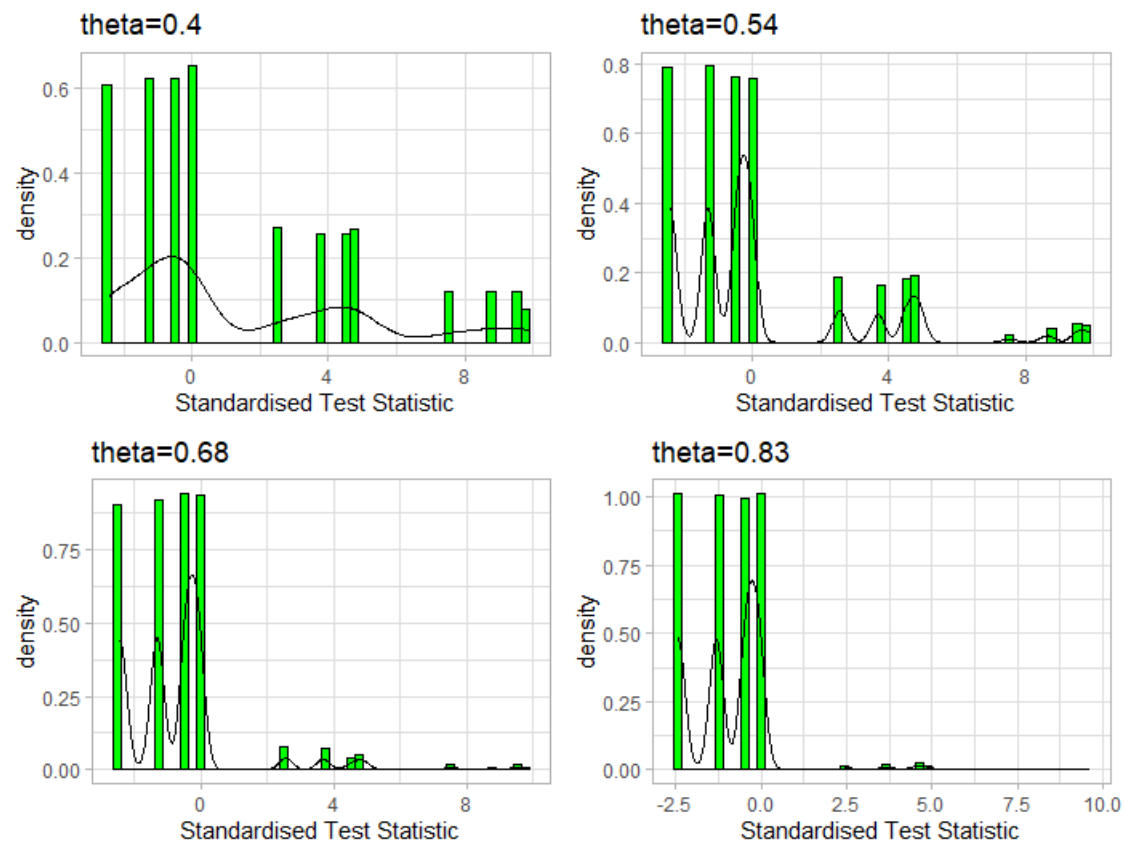 theta=0.4
0.6
0.4
0.2
0.0
density
0 4 8
Standardised Test Statistic
theta=0.54
0.8
0.6
0.4
0.2
0.0
density
0 4 8
Standardised Test Statistic
theta=0.68
0.75
0.50
0.25
0.00
density
0 4 8
Standardised Test Statistic
theta=0.83
1.00
0.75
0.50
0.25
0.00
density
-2.5 0.0 2.5 5.0 7.5 10.0
Standardised Test Statistic